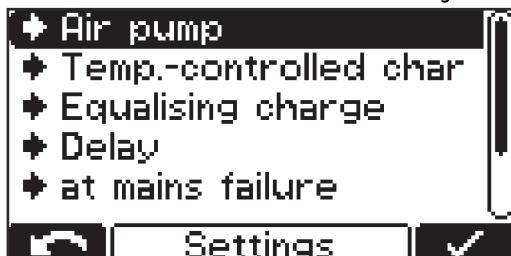 Air pump
Temp.-controlled char
Equalising charge
Delay
at mains failure
Settings